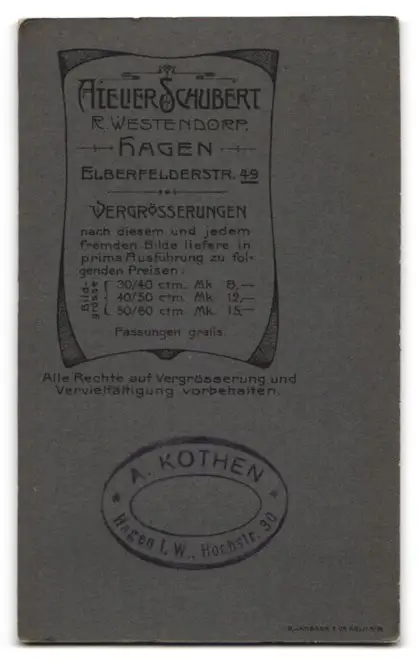 ATELIER SCHUBERT
R. WESTENDORP.
HAGEN
ELBERFELDERSTR. 49
VERGRÖSSERUNGEN
nach diesem und jedem
fremden Bilde liefere in
prima Ausführung zu fol-
genden Preisen:
Bild-
grösse
30/40 ctm. Mk 8,—
40/50 ctm. Mk 12,—
50/60 ctm. Mk. 15,—
Fassungen gratis.
Alle Rechte auf Vergrösserung und
Vervielfältigung vorbehalten.
A. KOTHEN
Hagen i. W., Hochstr. 30